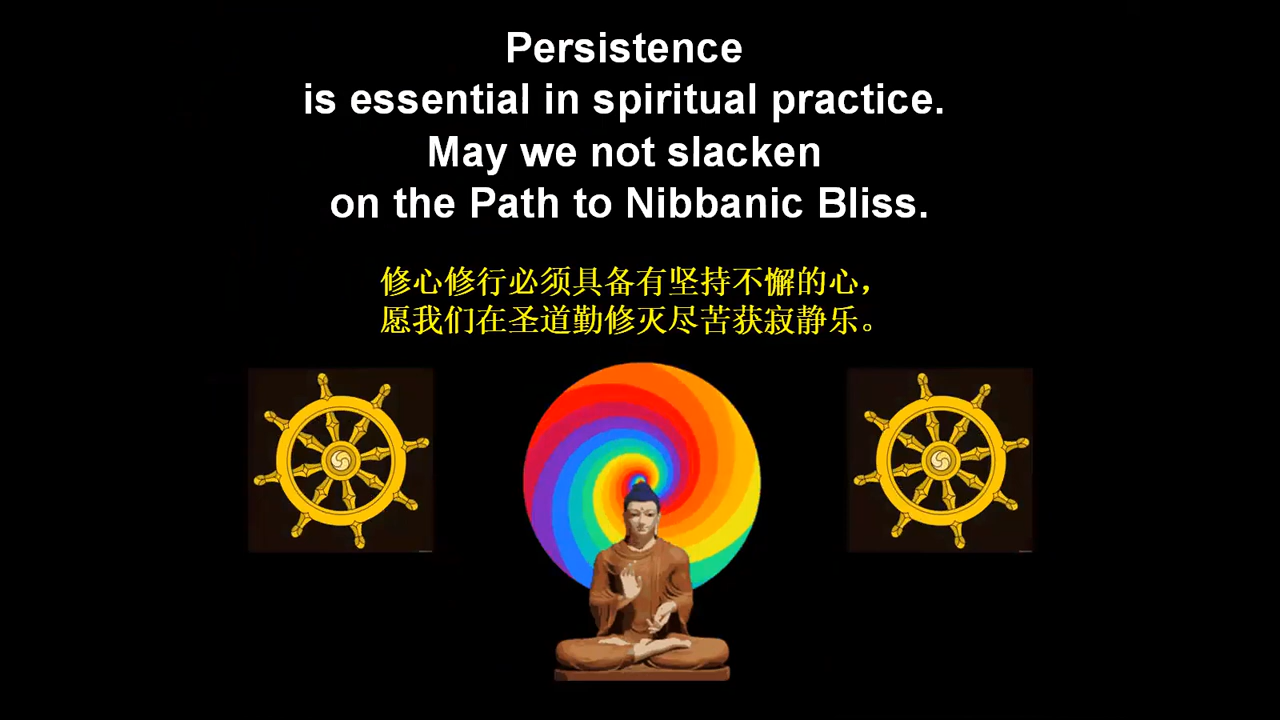 Persistence
is essential in spiritual practice.
May we not slacken
on the Path to Nibbanic Bliss.
修心修行必须具备有坚持不懈的心，
愿我们在圣道勤修灭尽苦获寂静乐。